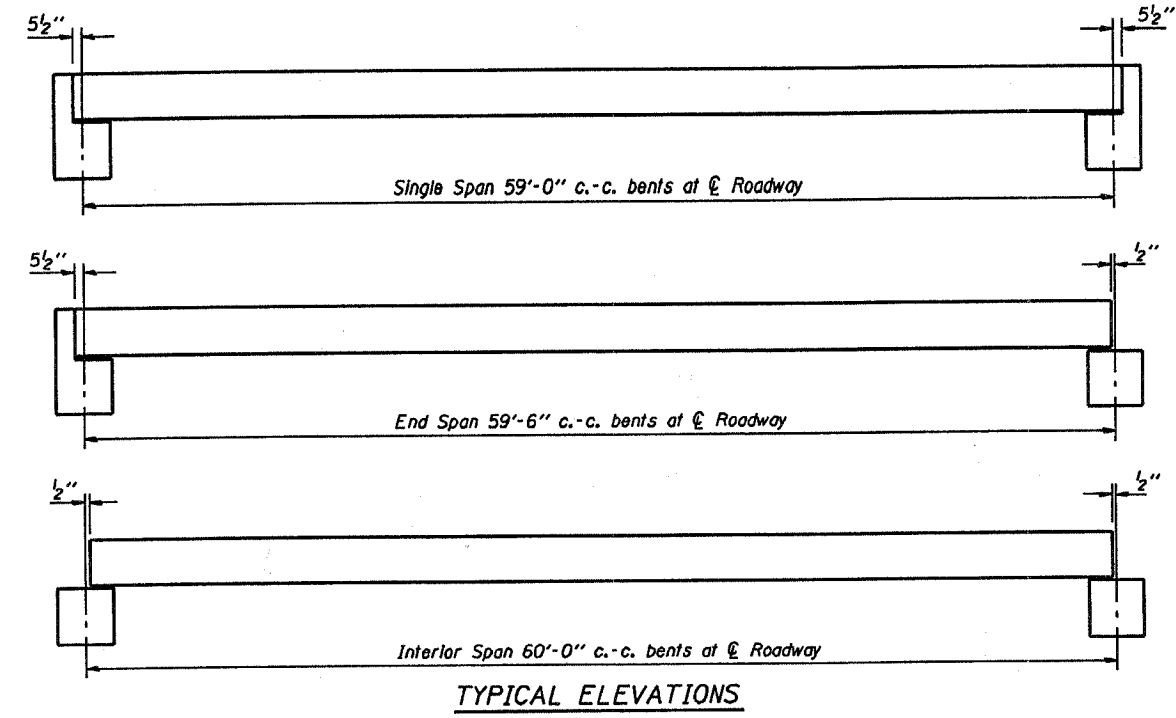 5½"
5½"
Single Span 59'-0" c.-c. bents at ℄ Roadway
5½"
½"
End Span 59'-6" c.-c. bents at ℄ Roadway
½"
½"
Interior Span 60'-0" c.-c. bents at ℄ Roadway
TYPICAL ELEVATIONS